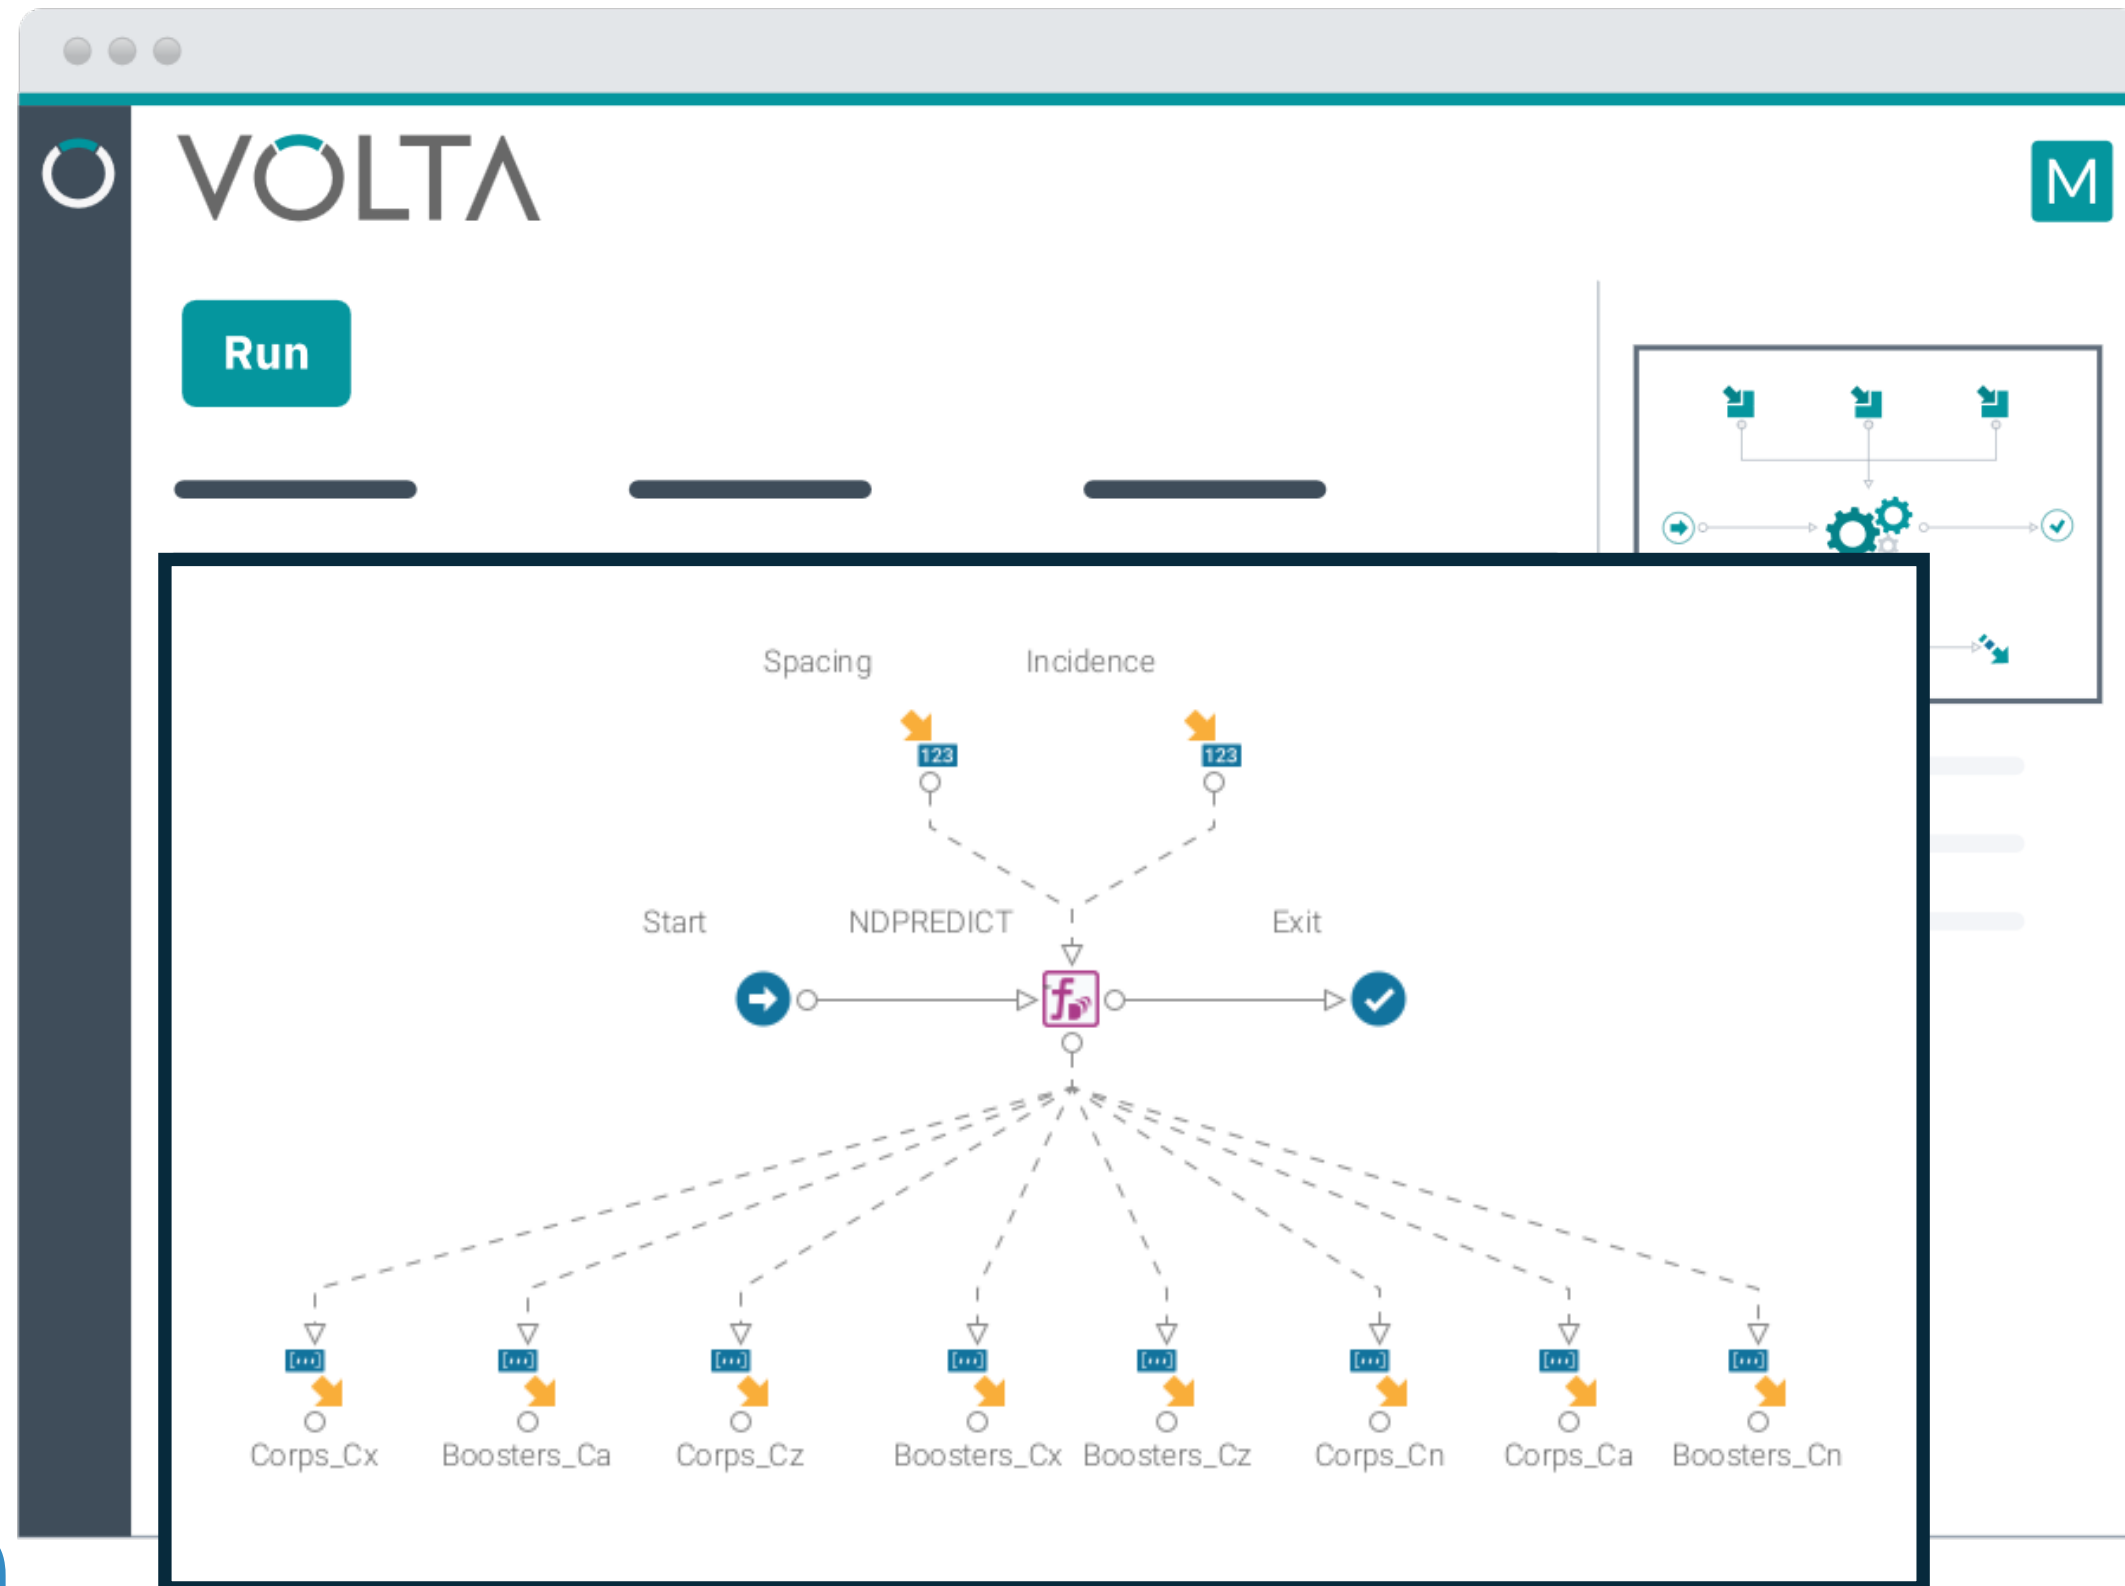 VOLTA
M
Run
Spacing Incidence
123 123
Start NDPREDICT Exit
Corps_Cx Boosters_Ca Corps_Cz Boosters_Cx Boosters_Cz Corps_Cn Corps_Ca Boosters_Cn